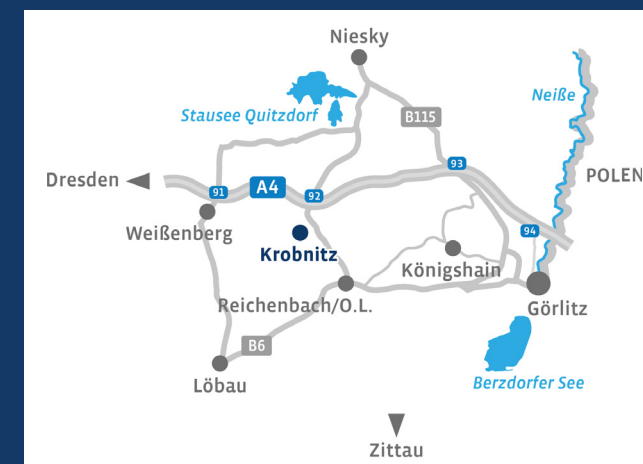 Niesky
Neiße
Stausee Quitzdorf
B115
93
POLEN
Dresden
91
A4
92
Weißenberg
94
Krobnitz
Königshain
Reichenbach/O.L.
Görlitz
B6
Löbau
Berzdorfer See
Zittau